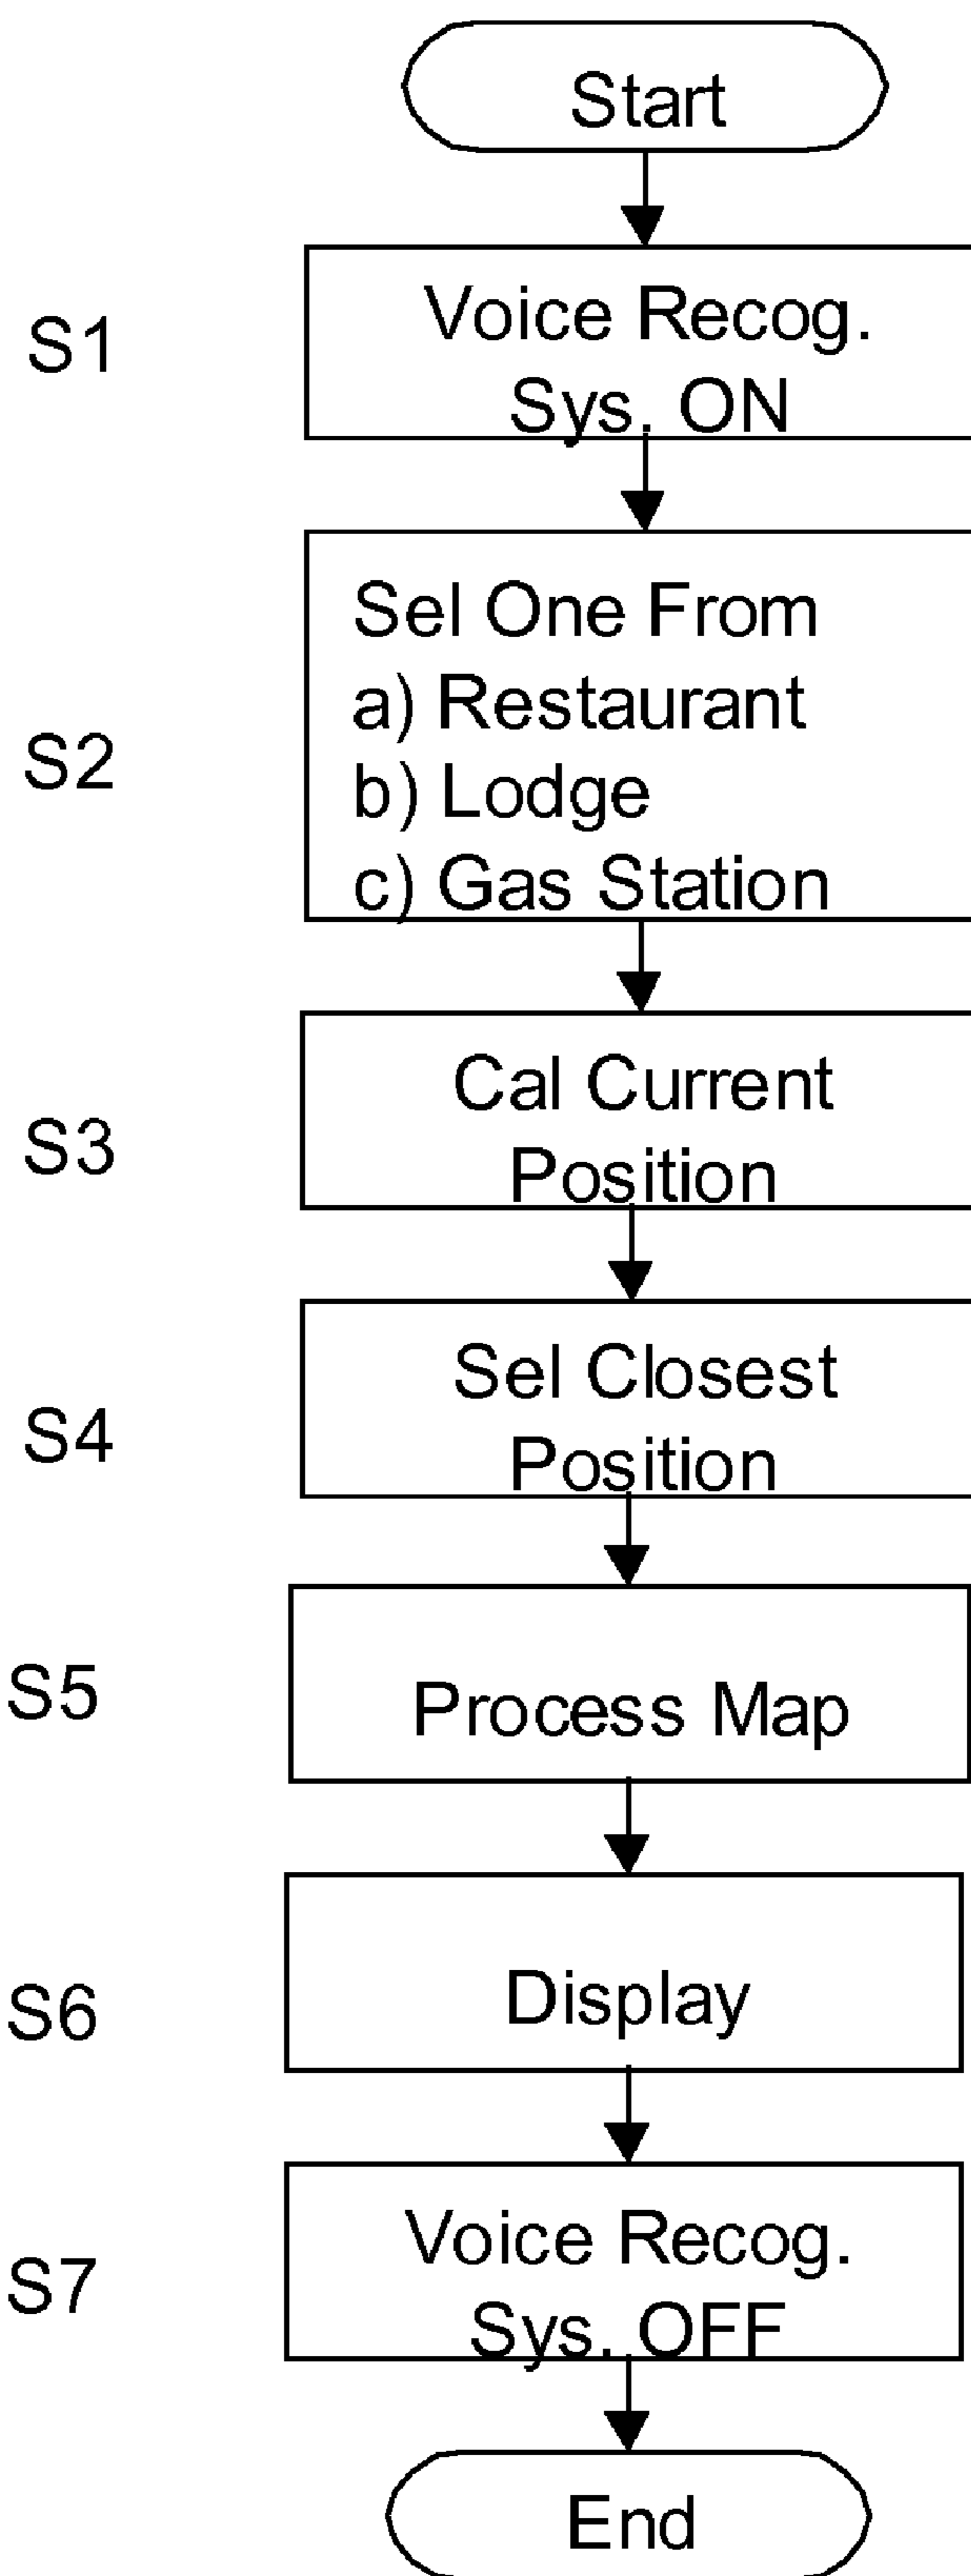 Start
S1
Voice Recog.
Sys. ON
S2
Sel One From
a) Restaurant
b) Lodge
c) Gas Station
S3
Cal Current
Position
S4
Sel Closest
Position
S5
Process Map
S6
Display
S7
Voice Recog.
Sys. OFF
End